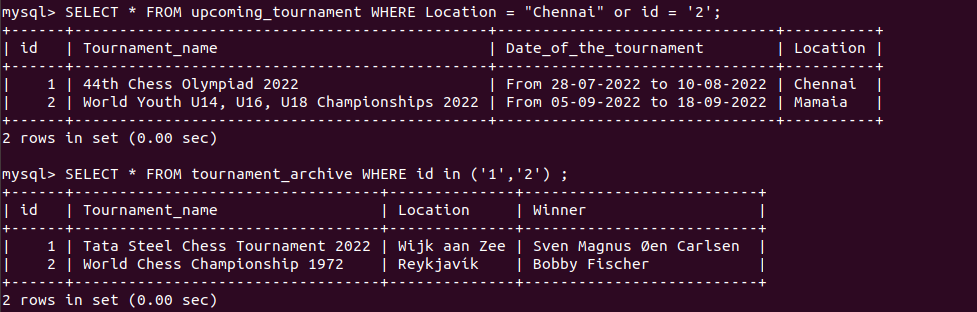 mysql> SELECT * FROM upcoming_tournament WHERE Location = "Chennai" or id = '2';
+------+----------------------------------------------------+-----------------------------------+----------+
| id   | Tournament_name                                    | Date_of_the_tournament            | Location |
+------+----------------------------------------------------+-----------------------------------+----------+
|    1 | 44th Chess Olympiad 2022                           | From 28-07-2022 to 10-08-2022 | Chennai  |
|    2 | World Youth U14, U16, U18 Championships 2022 | From 05-09-2022 to 18-09-2022 | Mamaia   |
+------+----------------------------------------------------+-----------------------------------+----------+
2 rows in set (0.00 sec)
mysql> SELECT * FROM tournament_archive WHERE id in ('1','2') ;
+------+----------------------------------+--------------+--------------------------+
| id   | Tournament_name                  | Location     | Winner                   |
+------+----------------------------------+--------------+--------------------------+
|    1 | Tata Steel Chess Tournament 2022 | Wijk aan Zee | Sven Magnus Øen Carlsen  |
|    2 | World Chess Championship 1972    | Reykjavík    | Bobby Fischer            |
+------+----------------------------------+--------------+--------------------------+
2 rows in set (0.00 sec)